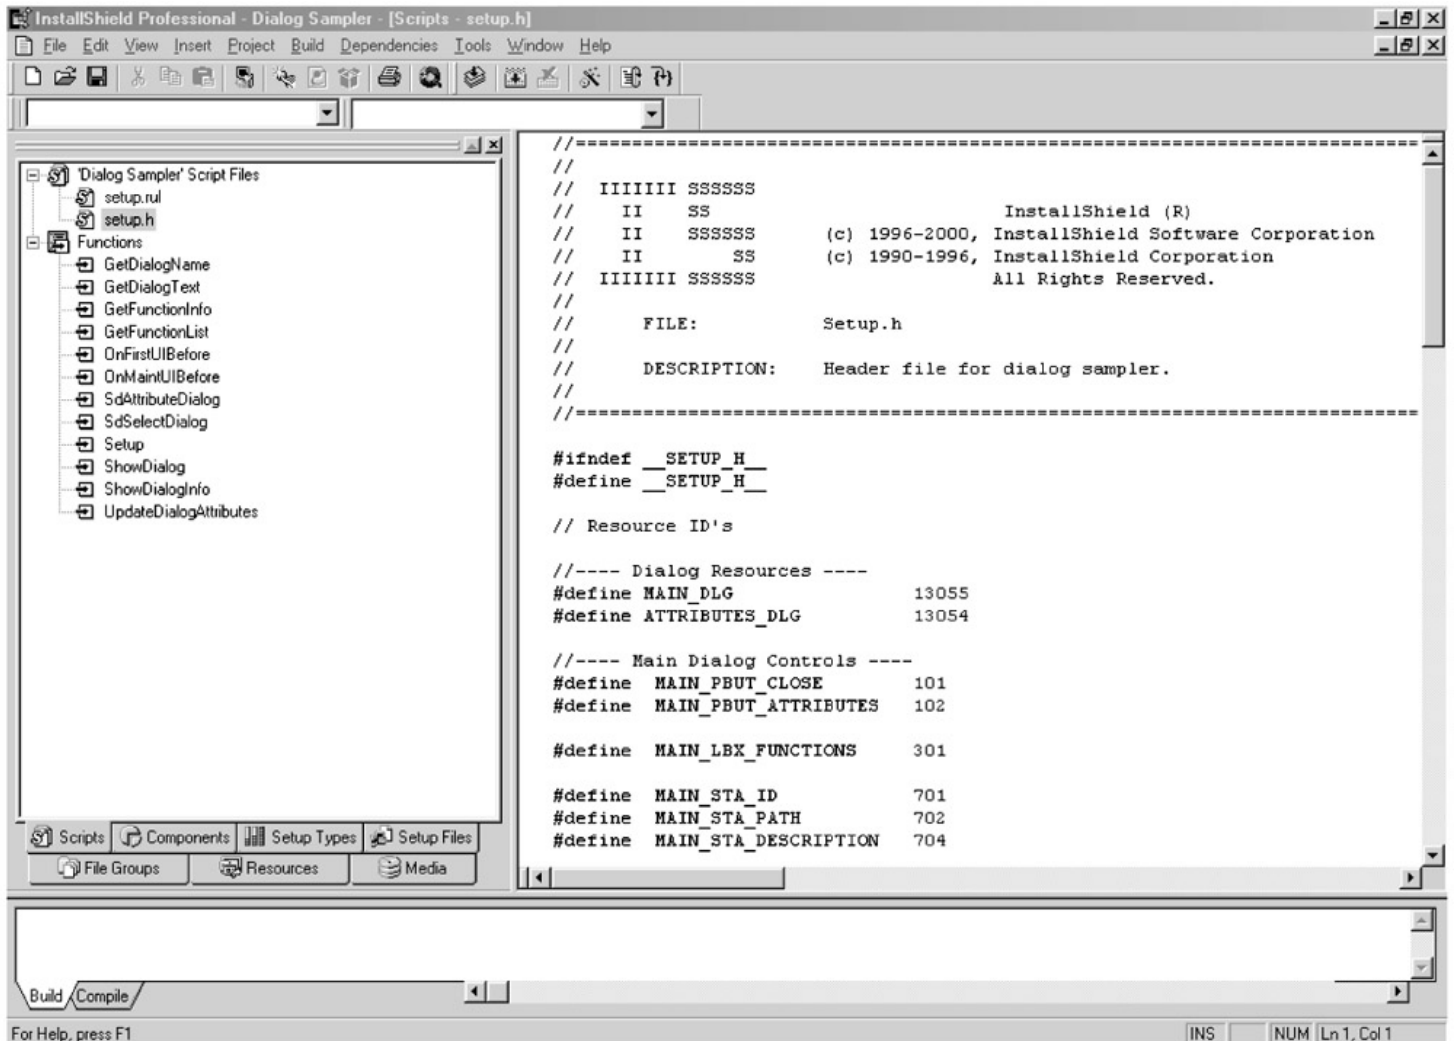 InstallShield Professional - Dialog Sampler - [Scripts - setup.h]
File Edit View Insert Project Build Dependencies Tools Window Help
'Dialog Sampler' Script Files
setup.rul
setup.h
Functions
GetDialogName
GetDialogText
GetFunctionInfo
GetFunctionList
OnFirstUIBefore
OnMaintUIBefore
SdAttributeDialog
SdSelectDialog
Setup
ShowDialog
ShowDialogInfo
UpdateDialogAttributes
Scripts Components Setup Types Setup Files
File Groups Resources Media
//===========================================================================
//
//  IIIIIII SSSSSS
//    II    SS                          InstallShield (R)
//    II    SSSSSS      (c) 1996-2000, InstallShield Software Corporation
//    II        SS      (c) 1990-1996, InstallShield Corporation
//  IIIIIII SSSSSS                     All Rights Reserved.
//
//      FILE:           Setup.h
//
//      DESCRIPTION:    Header file for dialog sampler.
//
//===========================================================================
#ifndef __SETUP_H__
#define __SETUP_H__
// Resource ID's
//---- Dialog Resources ----
#define MAIN_DLG                13055
#define ATTRIBUTES_DLG          13054
//---- Main Dialog Controls ----
#define  MAIN_PBUT_CLOSE        101
#define  MAIN_PBUT_ATTRIBUTES   102
#define  MAIN_LBX_FUNCTIONS     301
#define  MAIN_STA_ID            701
#define  MAIN_STA_PATH          702
#define  MAIN_STA_DESCRIPTION   704
Build Compile
For Help, press F1
INS NUM Ln 1, Col 1